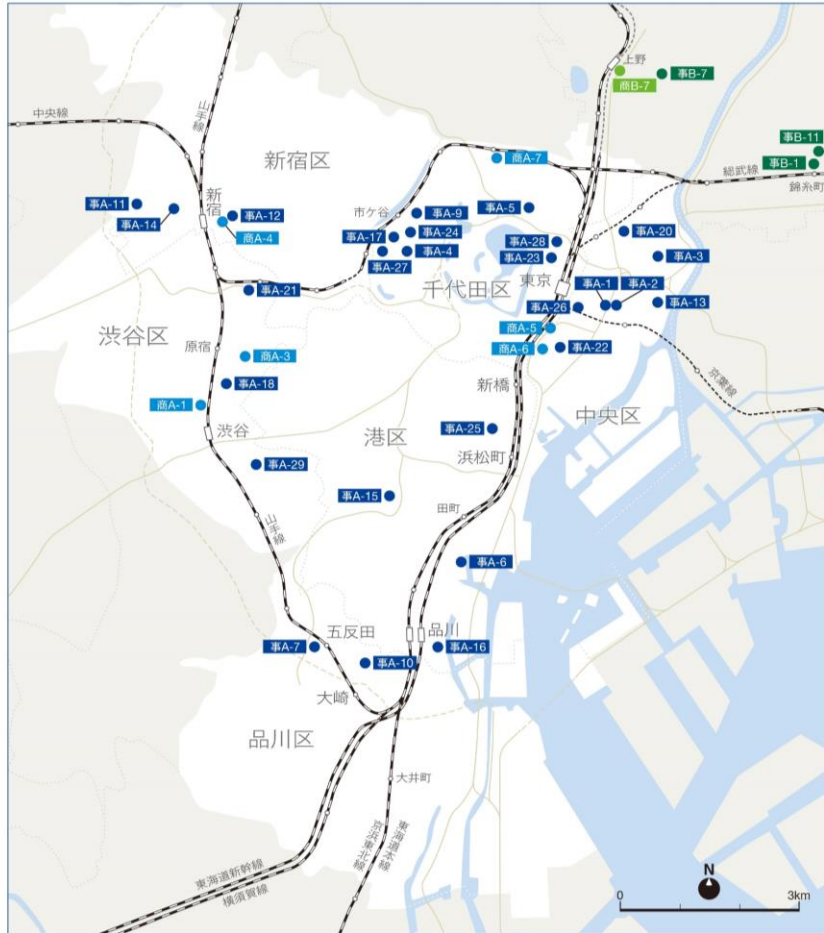 上野
商B-7
事B-7
中央線
山手線
新宿区
商A-7
総武線
事B-11
事B-1
錦糸町
事A-11
事A-14
新宿
事A-12
商A-4
市ケ谷
事A-9
事A-5
事A-17
事A-24
事A-4
事A-27
事A-28
事A-23
事A-20
事A-3
千代田区
東京
事A-1
事A-2
事A-13
事A-21
事A-26
渋谷区
原宿
商A-3
商A-5
商A-6
事A-22
事A-18
新橋
京葉線
商A-1
渋谷
港区
事A-25
中央区
浜松町
事A-29
事A-15
田町
山手線
事A-6
五反田
品川
事A-7
事A-10
事A-16
大崎
品川区
大井町
東海道本線
京浜東北線
東海道新幹線
横須賀線
N
0
3km